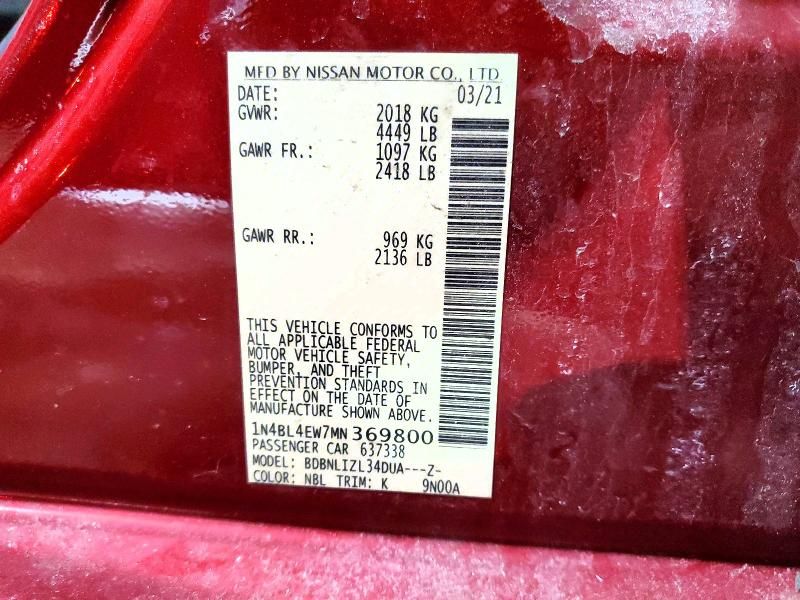 MFD BY NISSAN MOTOR CO., LTD
DATE: 03/21
GVWR: 2018 KG
4449 LB
GAWR FR.: 1097 KG
2418 LB
GAWR RR.: 969 KG
2136 LB
THIS VEHICLE CONFORMS TO
ALL APPLICABLE FEDERAL
MOTOR VEHICLE SAFETY,
BUMPER, AND THEFT
PREVENTION STANDARDS IN
EFFECT ON THE DATE OF
MANUFACTURE SHOWN ABOVE.
1N4BL4EW7MN369800
PASSENGER CAR 637338
MODEL: BDBNLIZL34DUA---Z-
COLOR: NBL TRIM: K 9N00A